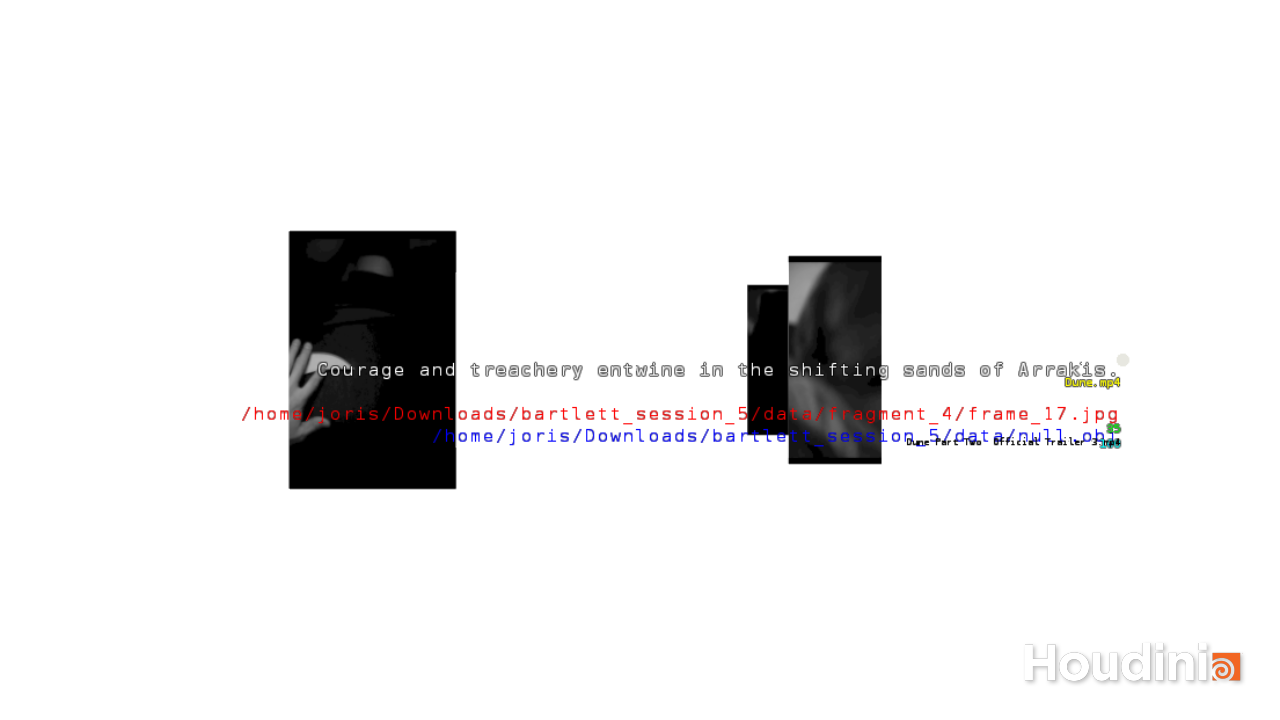 Courage and treachery entwine in the shifting sands of Arrakis.
Dune.mp4
/home/joris/Downloads/bartlett_session_5/data/fragment_4/frame_17.jpg
/home/joris/Downloads/bartlett_session_5/data/null.obj
Dune Part Two Official Trailer 3.mp4
Houdini